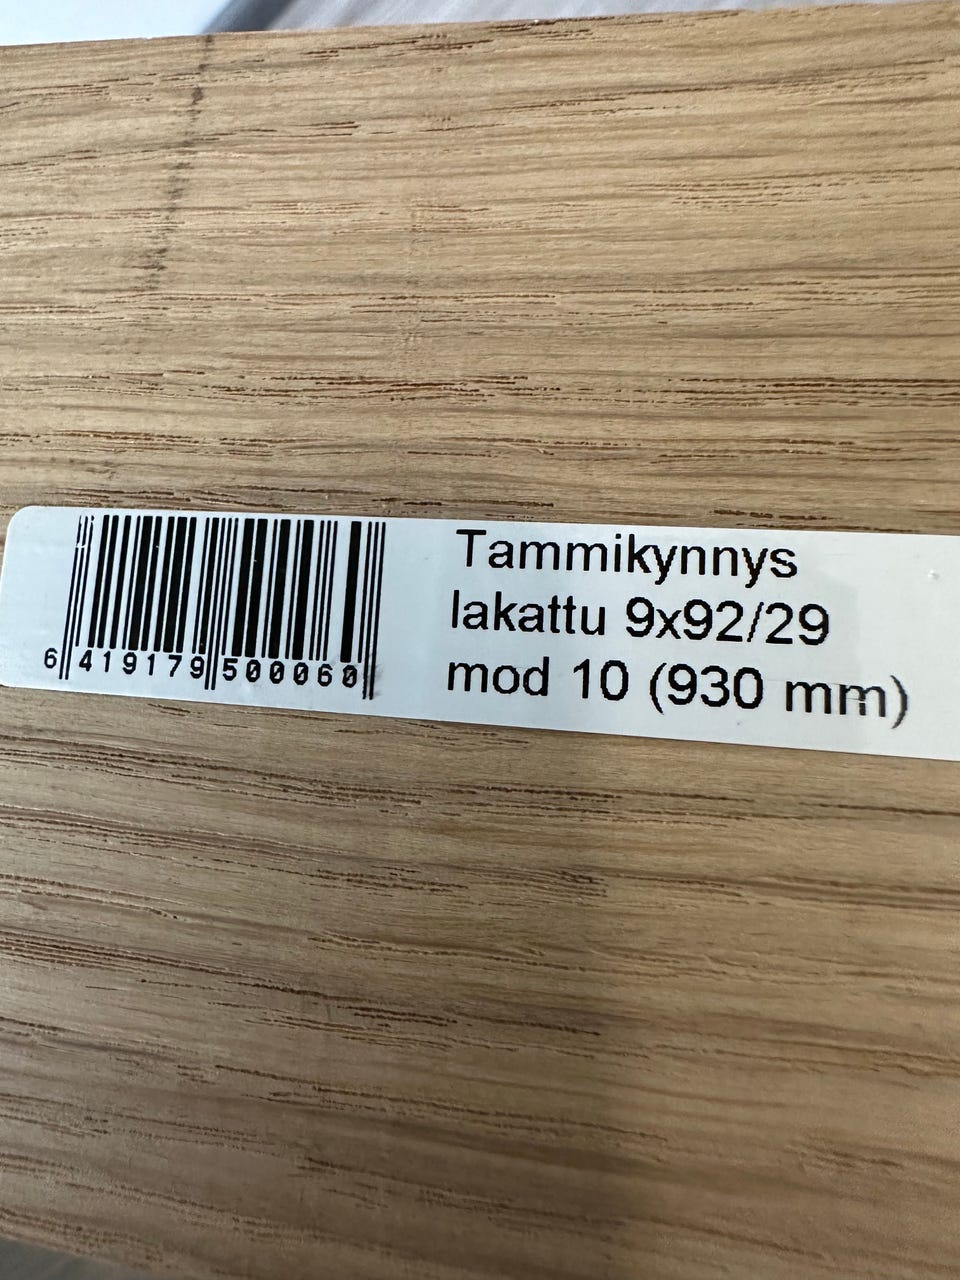 Tammikynnys
lakattu 9x92/29
mod 10 (930 mm)
6 419179 500060